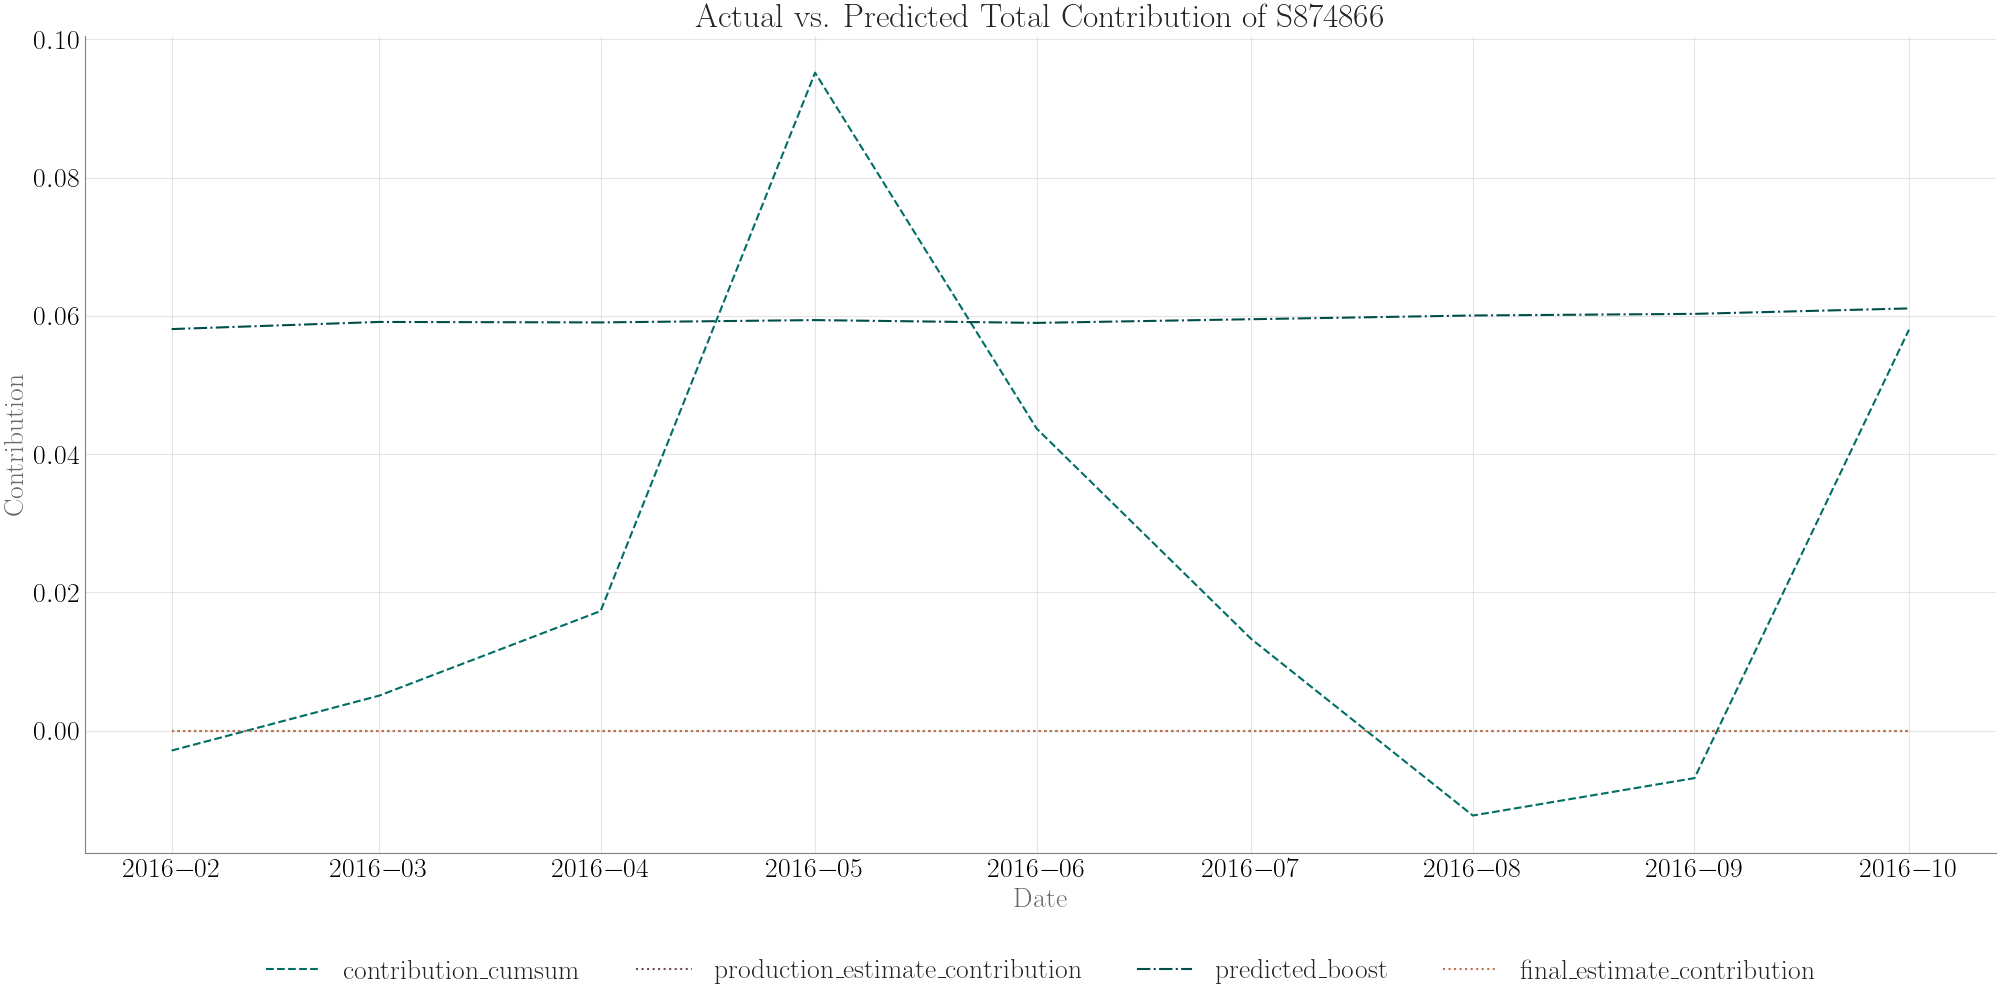 Actual vs. Predicted Total Contribution of S874866
0.10
0.08
0.06
0.04
0.02
0.00
Contribution
2016−02 2016−03 2016−04 2016−05 2016−06 2016−07 2016−08 2016−09 2016−10
Date
contribution_cumsum production_estimate_contribution predicted_boost final_estimate_contribution